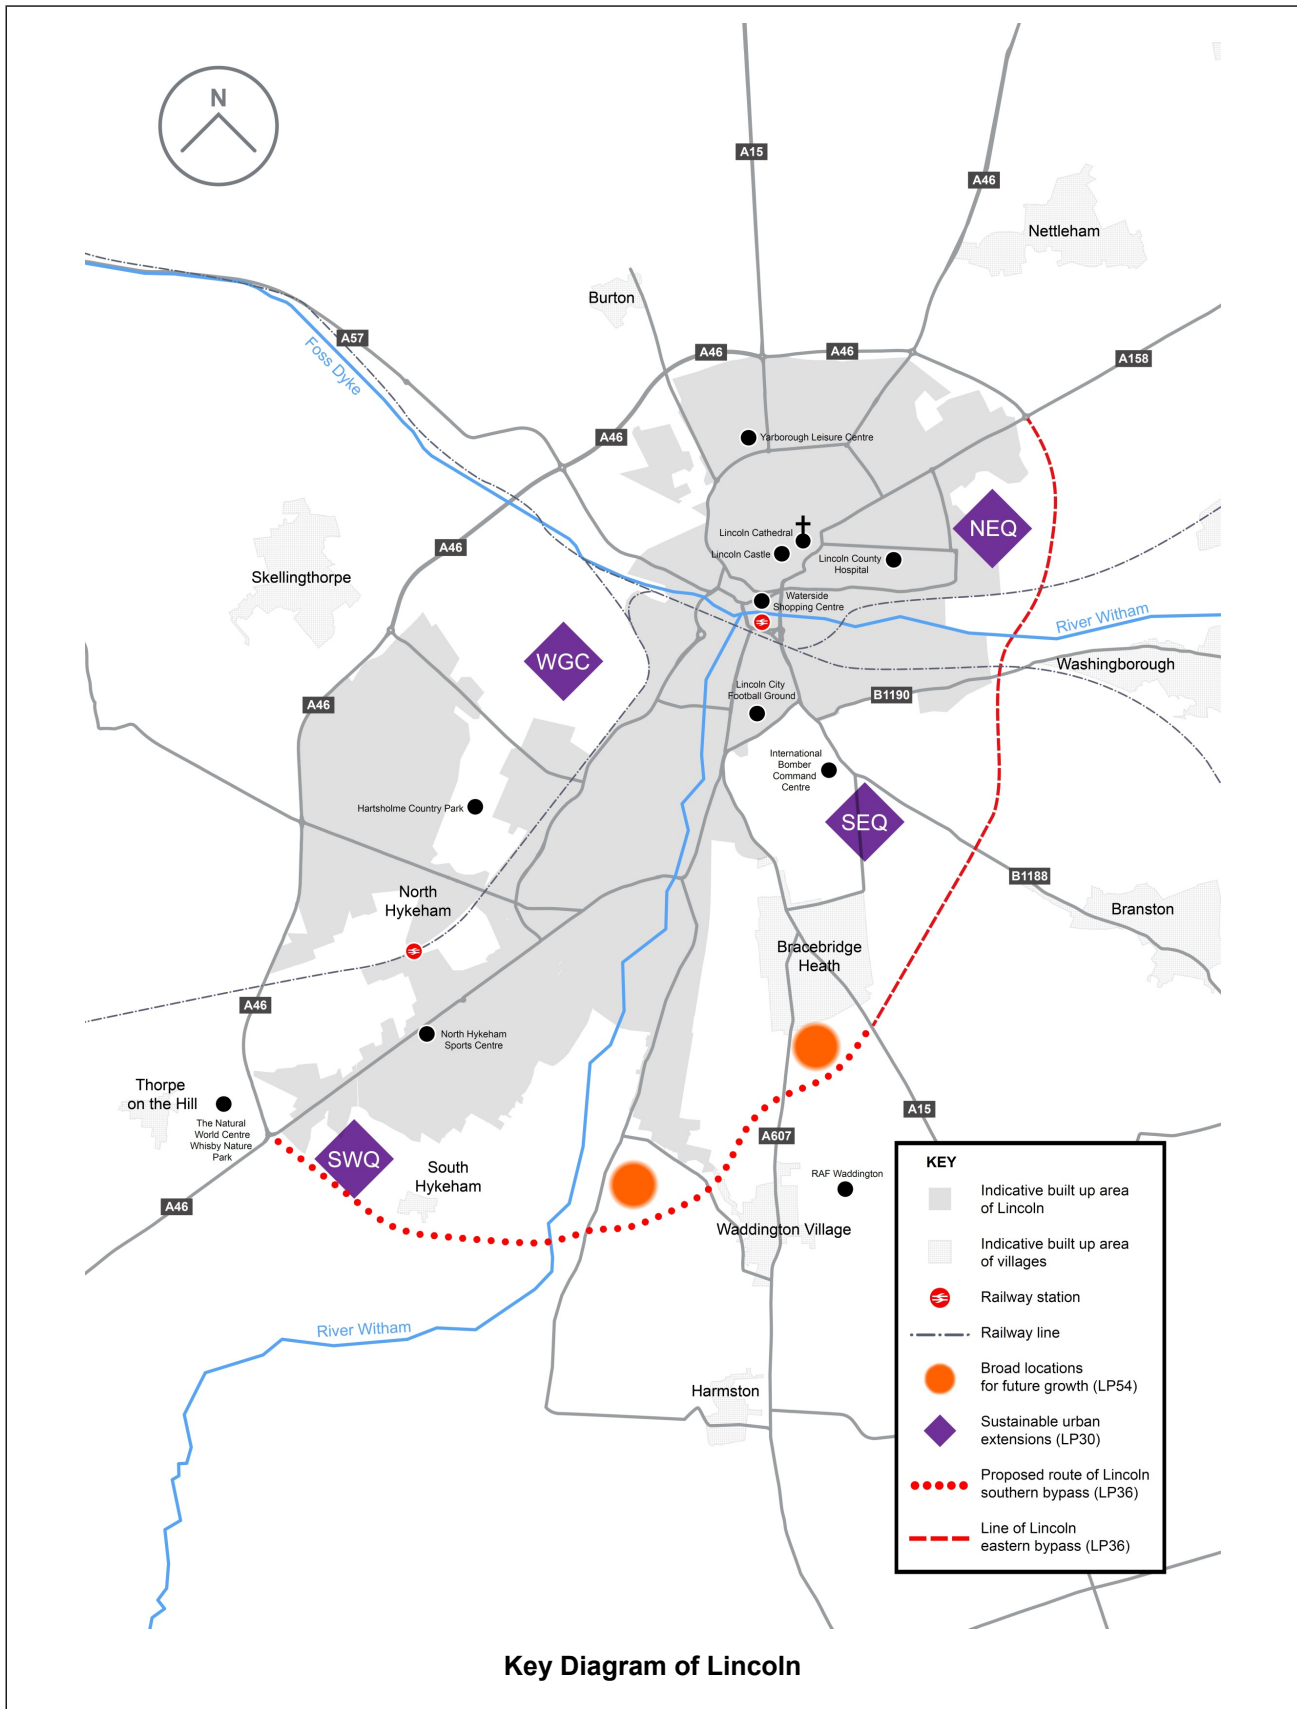 N
A15
A46
Nettleham
Burton
A57
A46
A46
A158
Foss Dyke
A46
Yarborough Leisure Centre
NEQ
Lincoln Cathedral
Lincoln Castle
Lincoln County
Hospital
A46
Skellingthorpe
Waterside
Shopping Centre
River Witham
WGC
Washingborough
Lincoln City
Football Ground
B1190
A46
International
Bomber
Command
Centre
Hartsholme Country Park
SEQ
B1188
North
Hykeham
Branston
Bracebridge
Heath
A46
North Hykeham
Sports Centre
Thorpe
on the Hill
The Natural
World Centre
Whisby Nature
Park
A15
A607
SWQ
South
Hykeham
RAF Waddington
A46
Waddington Village
River Witham
Harmston
KEY
Indicative built up area
of Lincoln
Indicative built up area
of villages
Railway station
Railway line
Broad locations
for future growth (LP54)
Sustainable urban
extensions (LP30)
Proposed route of Lincoln
southern bypass (LP36)
Line of Lincoln
eastern bypass (LP36)
Key Diagram of Lincoln